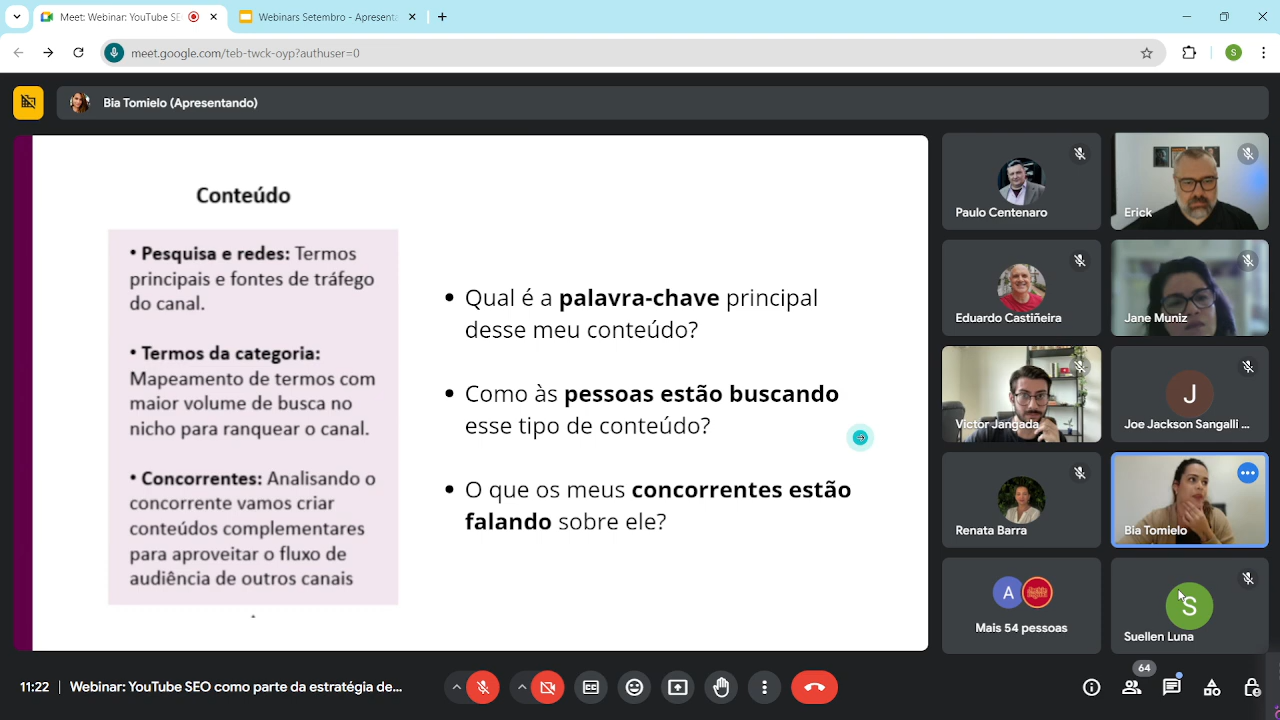 Meet: YouTube SE
Webinars Setembro - Apresenta
meet.google.com/teb-twck-oyp?authuser=0
S
Bia Tomielo (Apresentando)
Conteúdo
• Pesquisa e redes: Termos
principais e fontes de tráfego
do canal.
• Termos da categoria:
Mapeamento de termos com
maior volume de busca no
nicho para ranquear o canal.
• Concorrentes: Analisando o
concorrente vamos criar
conteúdos complementares
para aproveitar o fluxo de
audiência de outros canais
• Qual é a palavra-chave principal
desse meu conteúdo?
• Como às pessoas estão buscando
esse tipo de conteúdo?
• O que os meus concorrentes estão
falando sobre ele?
Paulo Centenaro
Erick
Eduardo Castiñeira
Jane Muniz
Victor Jangada
J
Joe Jackson Sangalli ...
Renata Barra
Bia Tomielo
A
Mais 54 pessoas
S
Suellen Luna
11:22 | Webinar: YouTube SEO como parte da estratégia de...
64